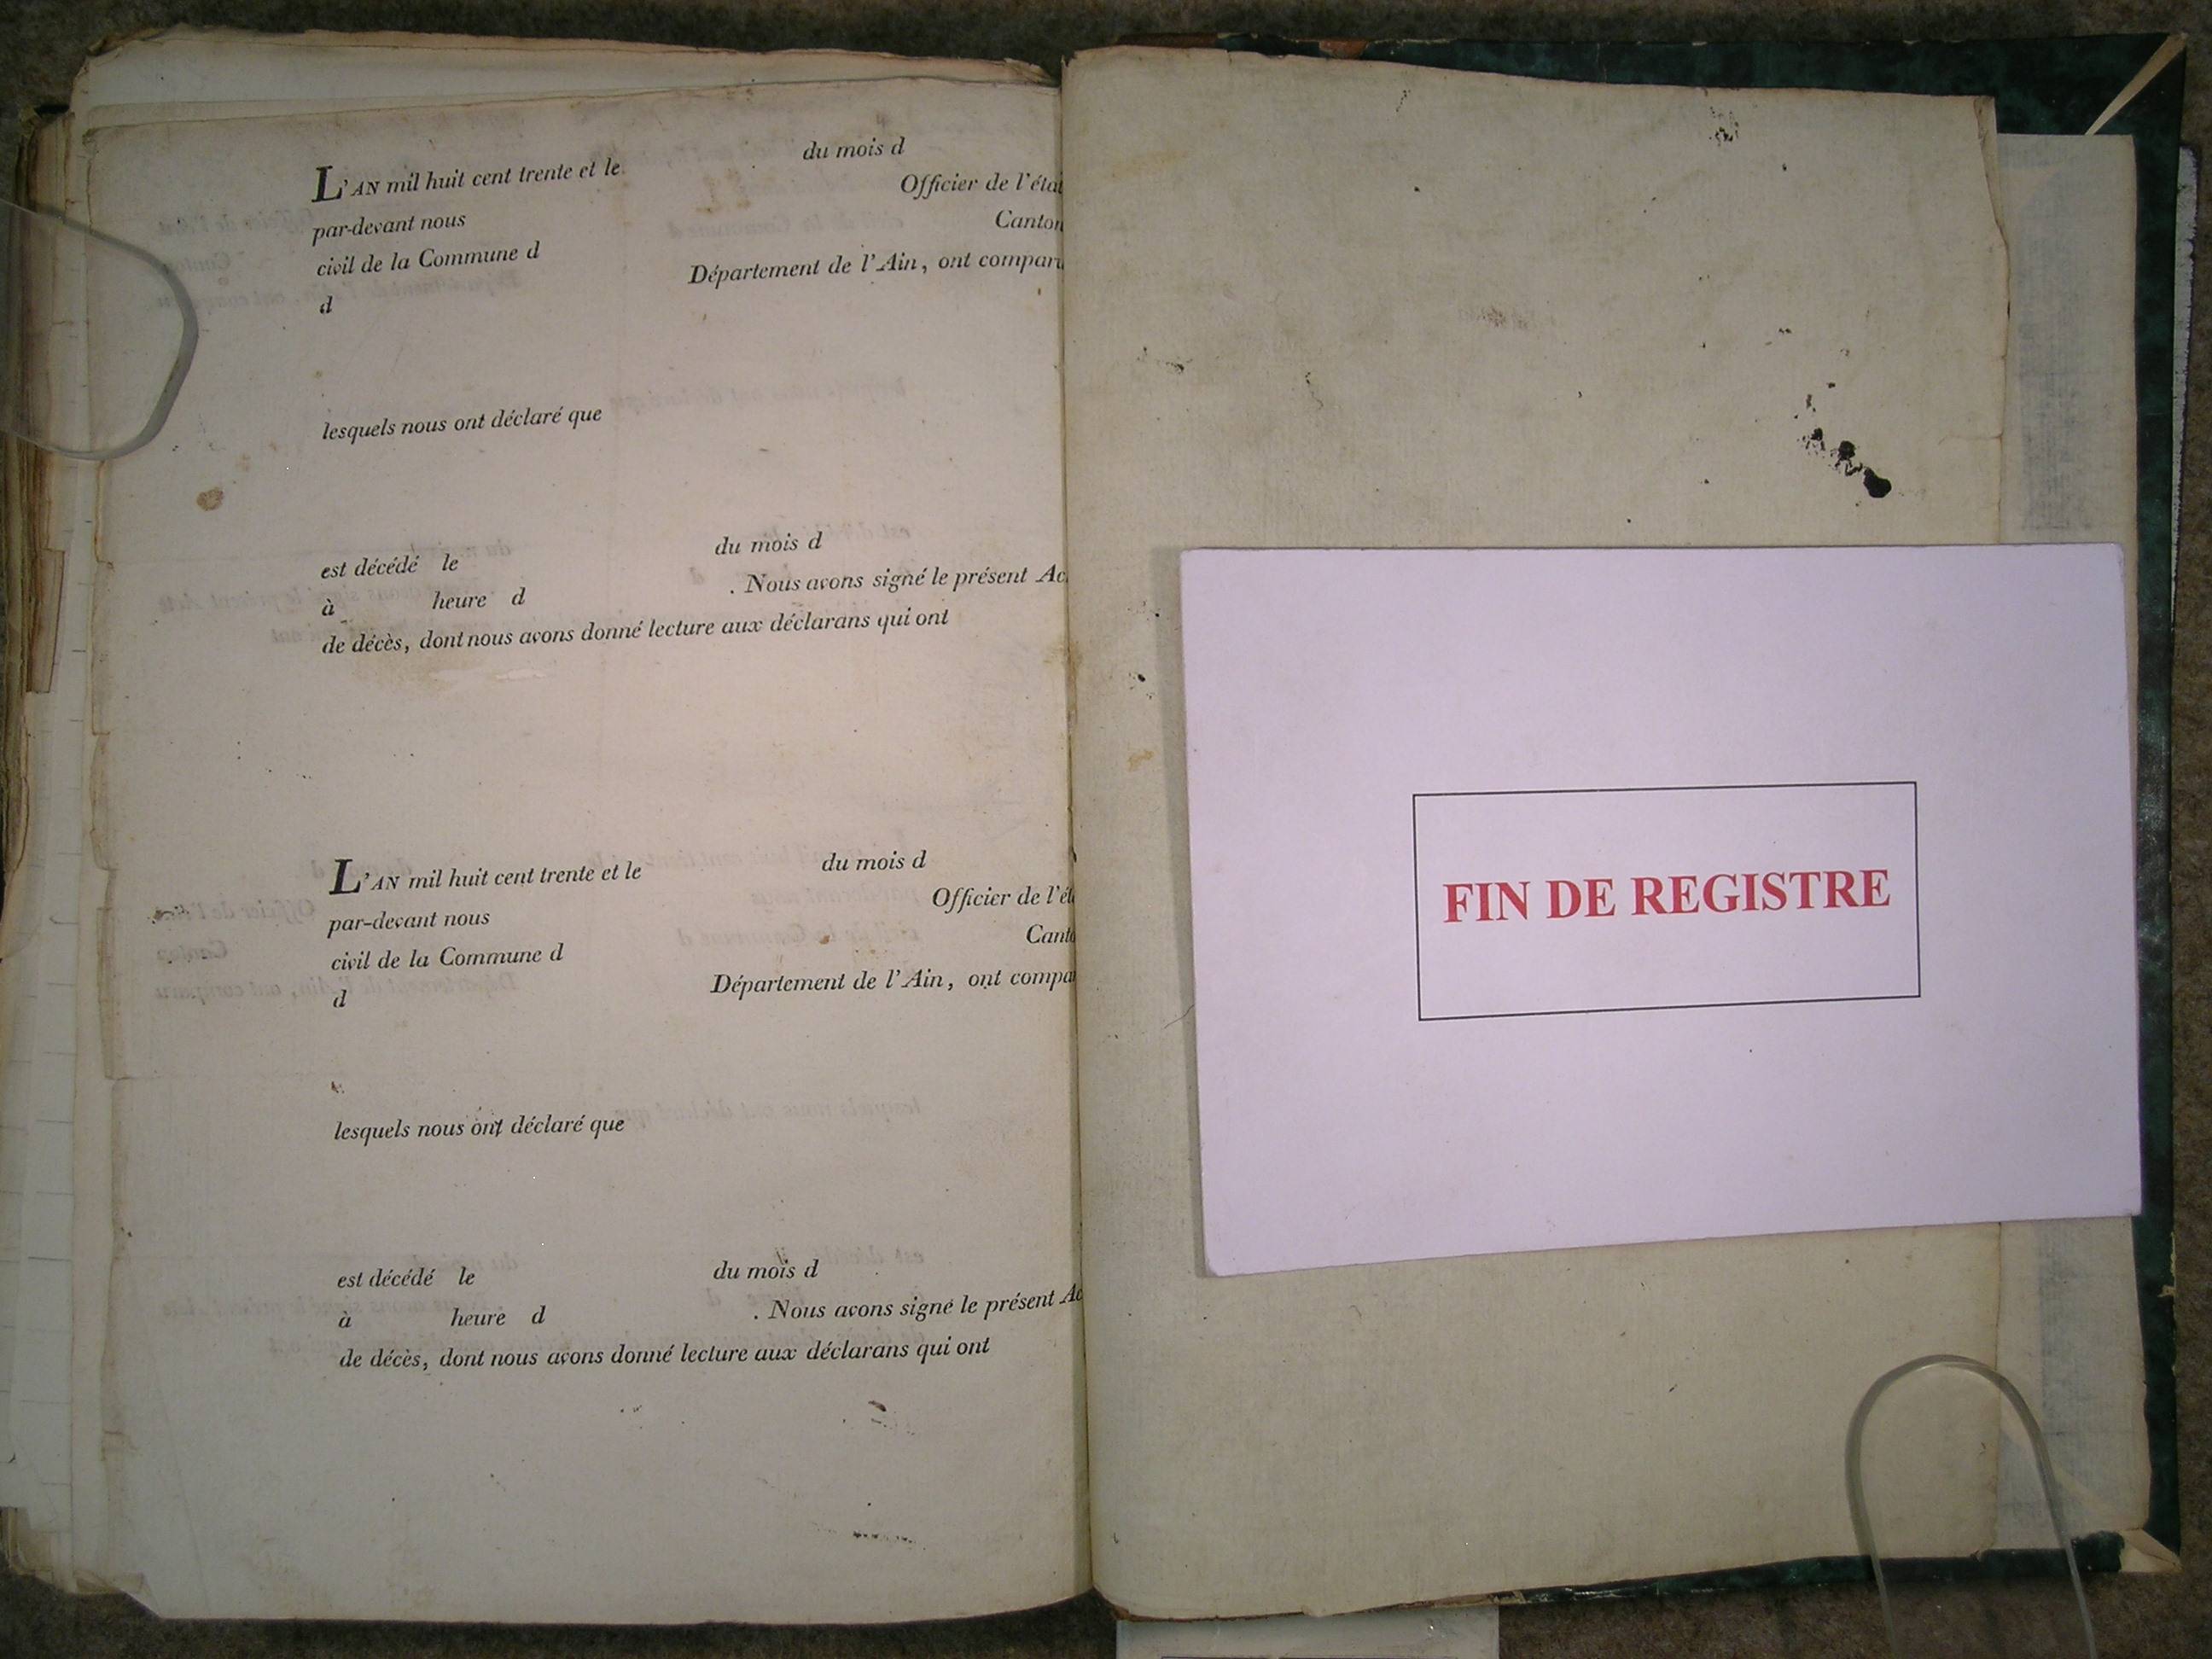 L'AN mil huit cent trente et le du mois d
par-devant nous Officier de l'état
civil de la Commune d Canton
d Département de l'Ain, ont comparu
lesquels nous ont déclaré que
est décédé le du mois d
à heure d . Nous avons signé le présent Ac
de décès, dont nous avons donné lecture aux déclarans qui ont
L'AN mil huit cent trente et le du mois d
par-devant nous Officier de l'ét
civil de la Commune d Canto
d Département de l'Ain, ont compa
lesquels nous ont déclaré que
est décédé le du mois d
à heure d . Nous avons signé le présent Ac
de décès, dont nous avons donné lecture aux déclarans qui ont
FIN DE REGISTRE